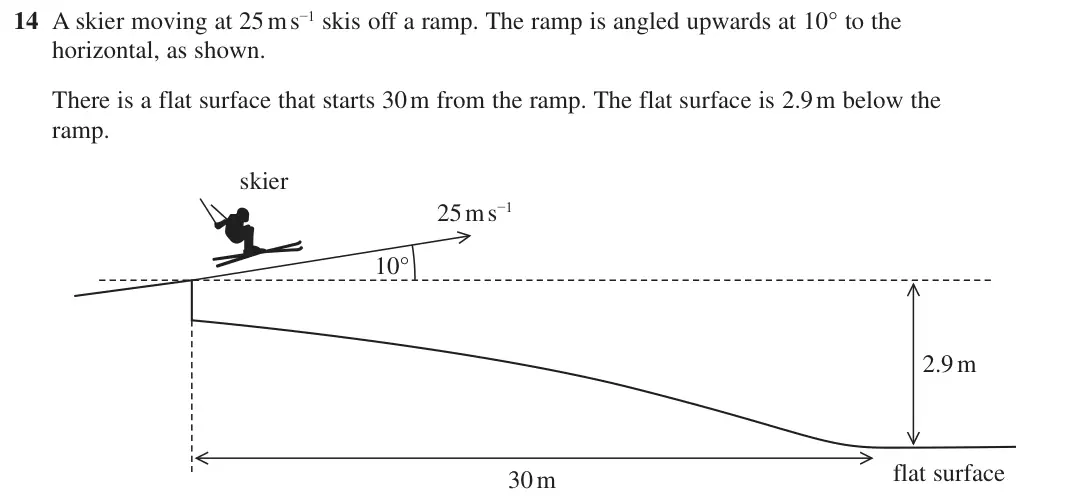 14 A skier moving at 25 m s⁻¹ skis off a ramp. The ramp is angled upwards at 10° to the
horizontal, as shown.
There is a flat surface that starts 30 m from the ramp. The flat surface is 2.9 m below the
ramp.
skier
25 m s⁻¹
10°
2.9 m
30 m
flat surface